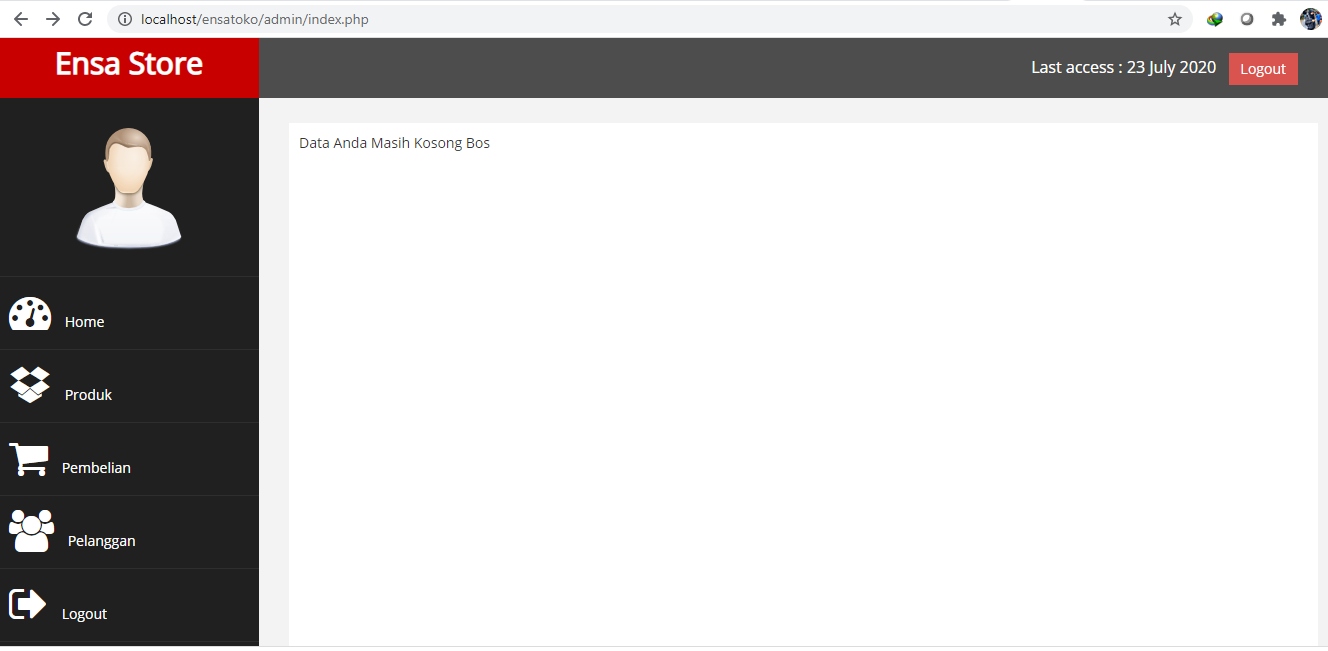 localhost/ensatoko/admin/index.php
Ensa Store
Last access : 23 July 2020
Logout
Data Anda Masih Kosong Bos
Home
Produk
Pembelian
Pelanggan
Logout